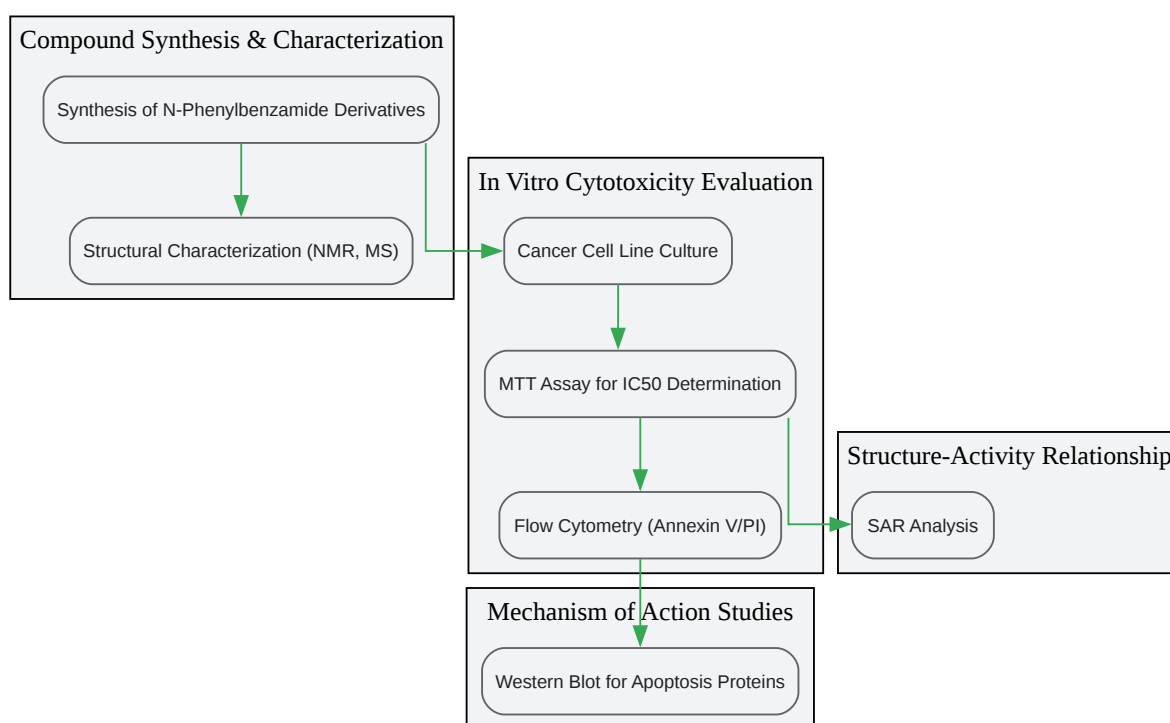 Compound Synthesis & Characterization
Synthesis of N-Phenylbenzamide Derivatives
Structural Characterization (NMR, MS)
In Vitro Cytotoxicity Evaluation
Cancer Cell Line Culture
MTT Assay for IC50 Determination
Flow Cytometry (Annexin V/PI)
Structure-Activity Relationship
SAR Analysis
Mechanism of Action Studies
Western Blot for Apoptosis Proteins